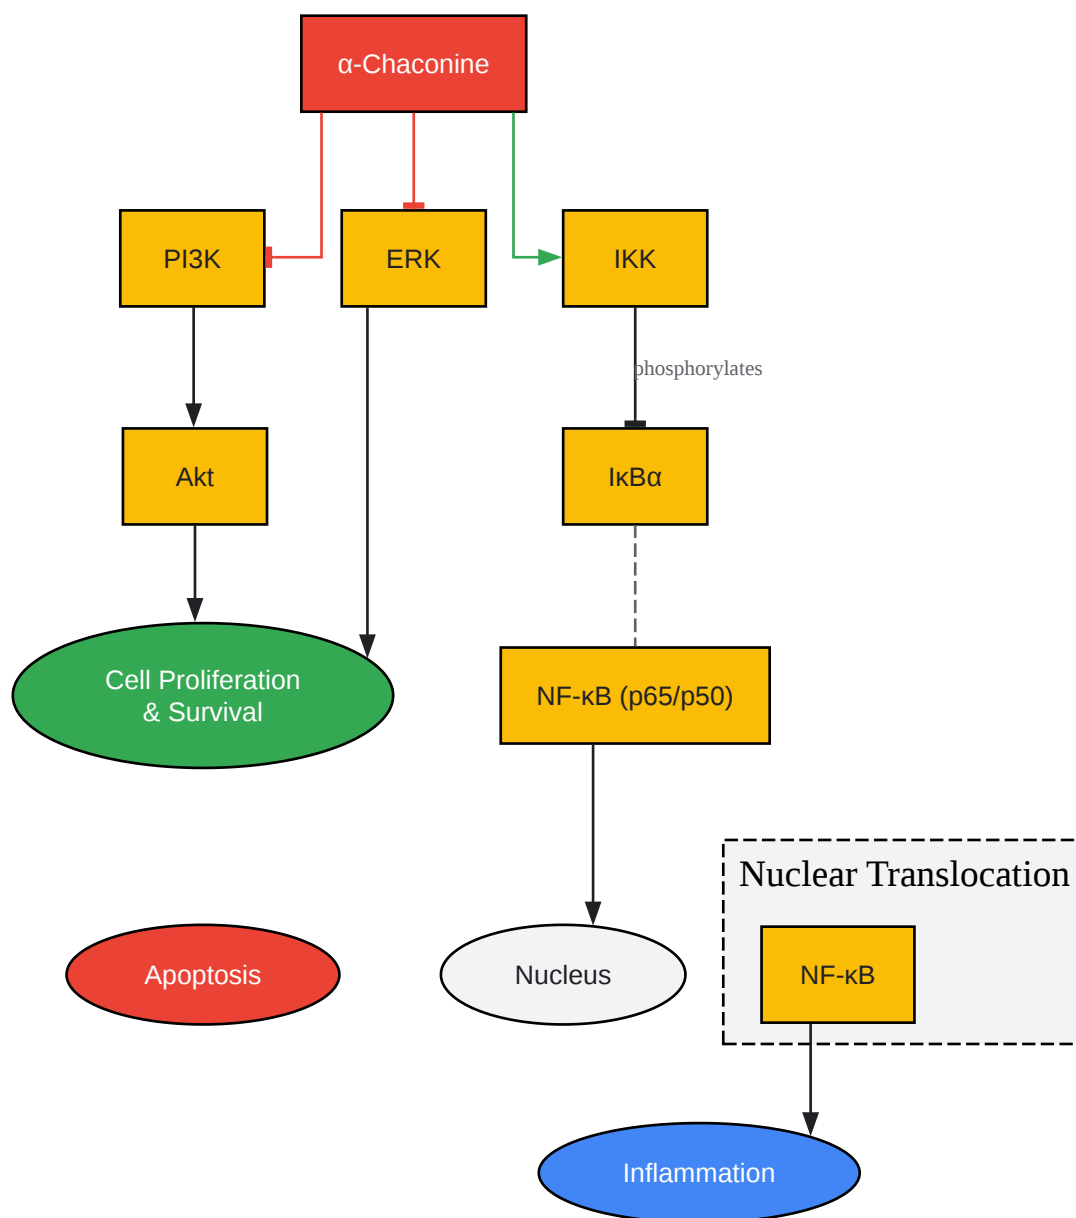 α-Chaconine
PI3K
ERK
IKK
phosphorylates
Akt
IκBα
Cell Proliferation
& Survival
NF-κB (p65/p50)
Nuclear Translocation
Apoptosis
Nucleus
NF-κB
Inflammation